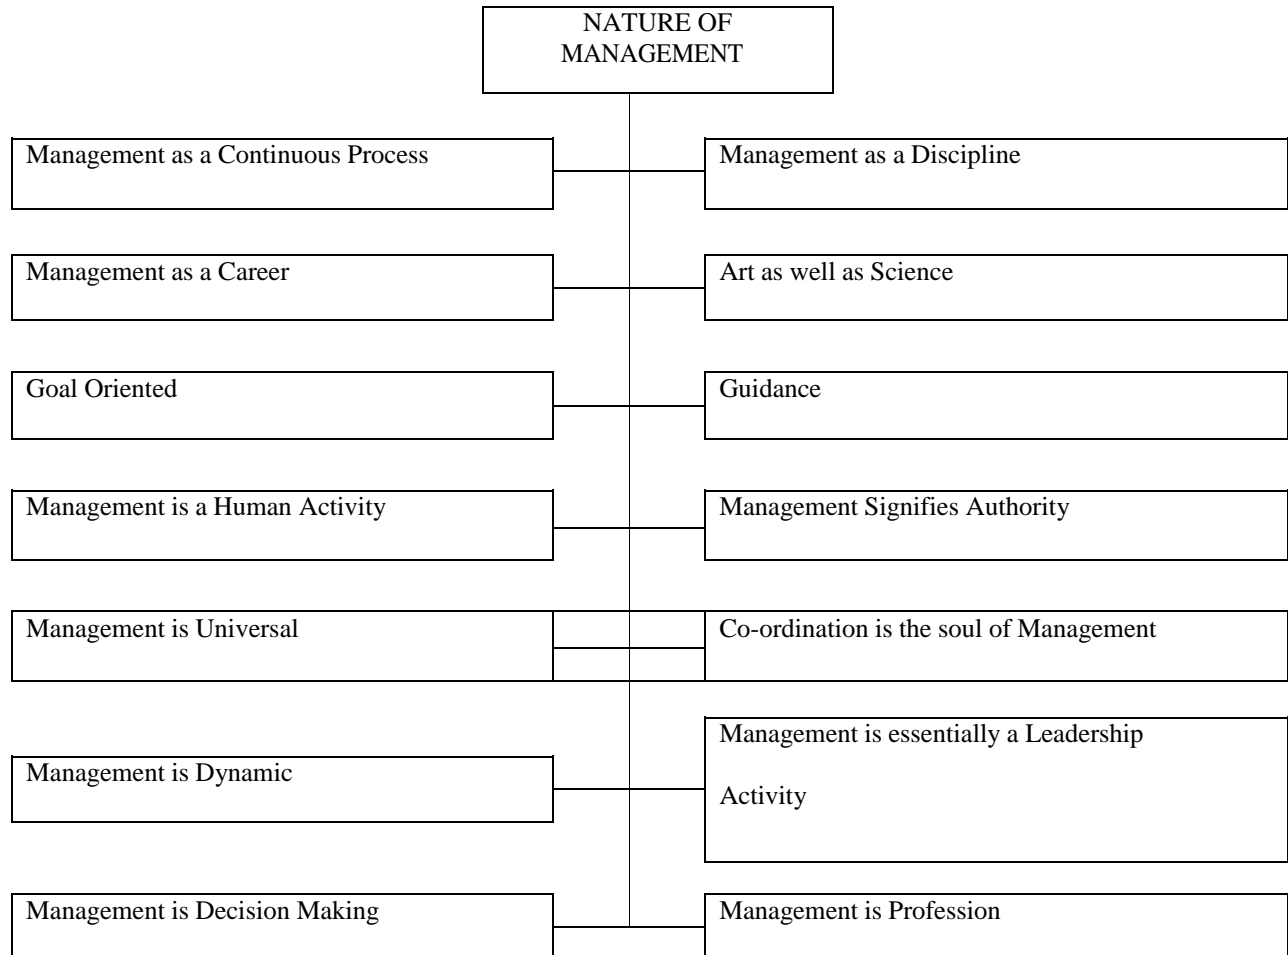 NATURE OF
MANAGEMENT
Management as a Continuous Process
Management as a Discipline
Management as a Career
Art as well as Science
Goal Oriented
Guidance
Management is a Human Activity
Management Signifies Authority
Management is Universal
Co-ordination is the soul of Management
Management is Dynamic
Management is essentially a Leadership
Activity
Management is Decision Making
Management is Profession